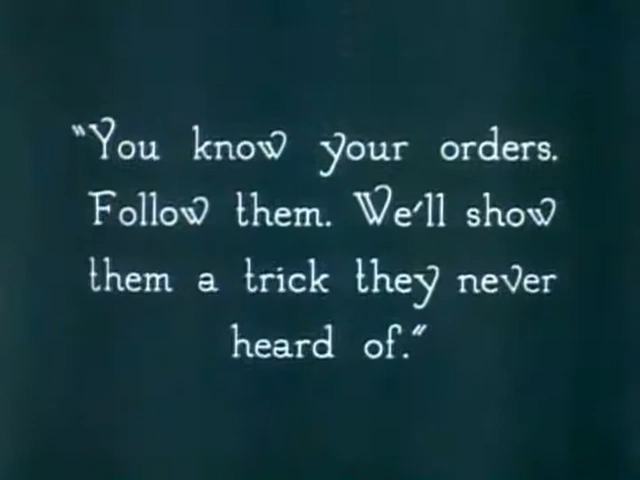 "You know your orders.
Follow them. We'll show
them a trick they never
heard of."